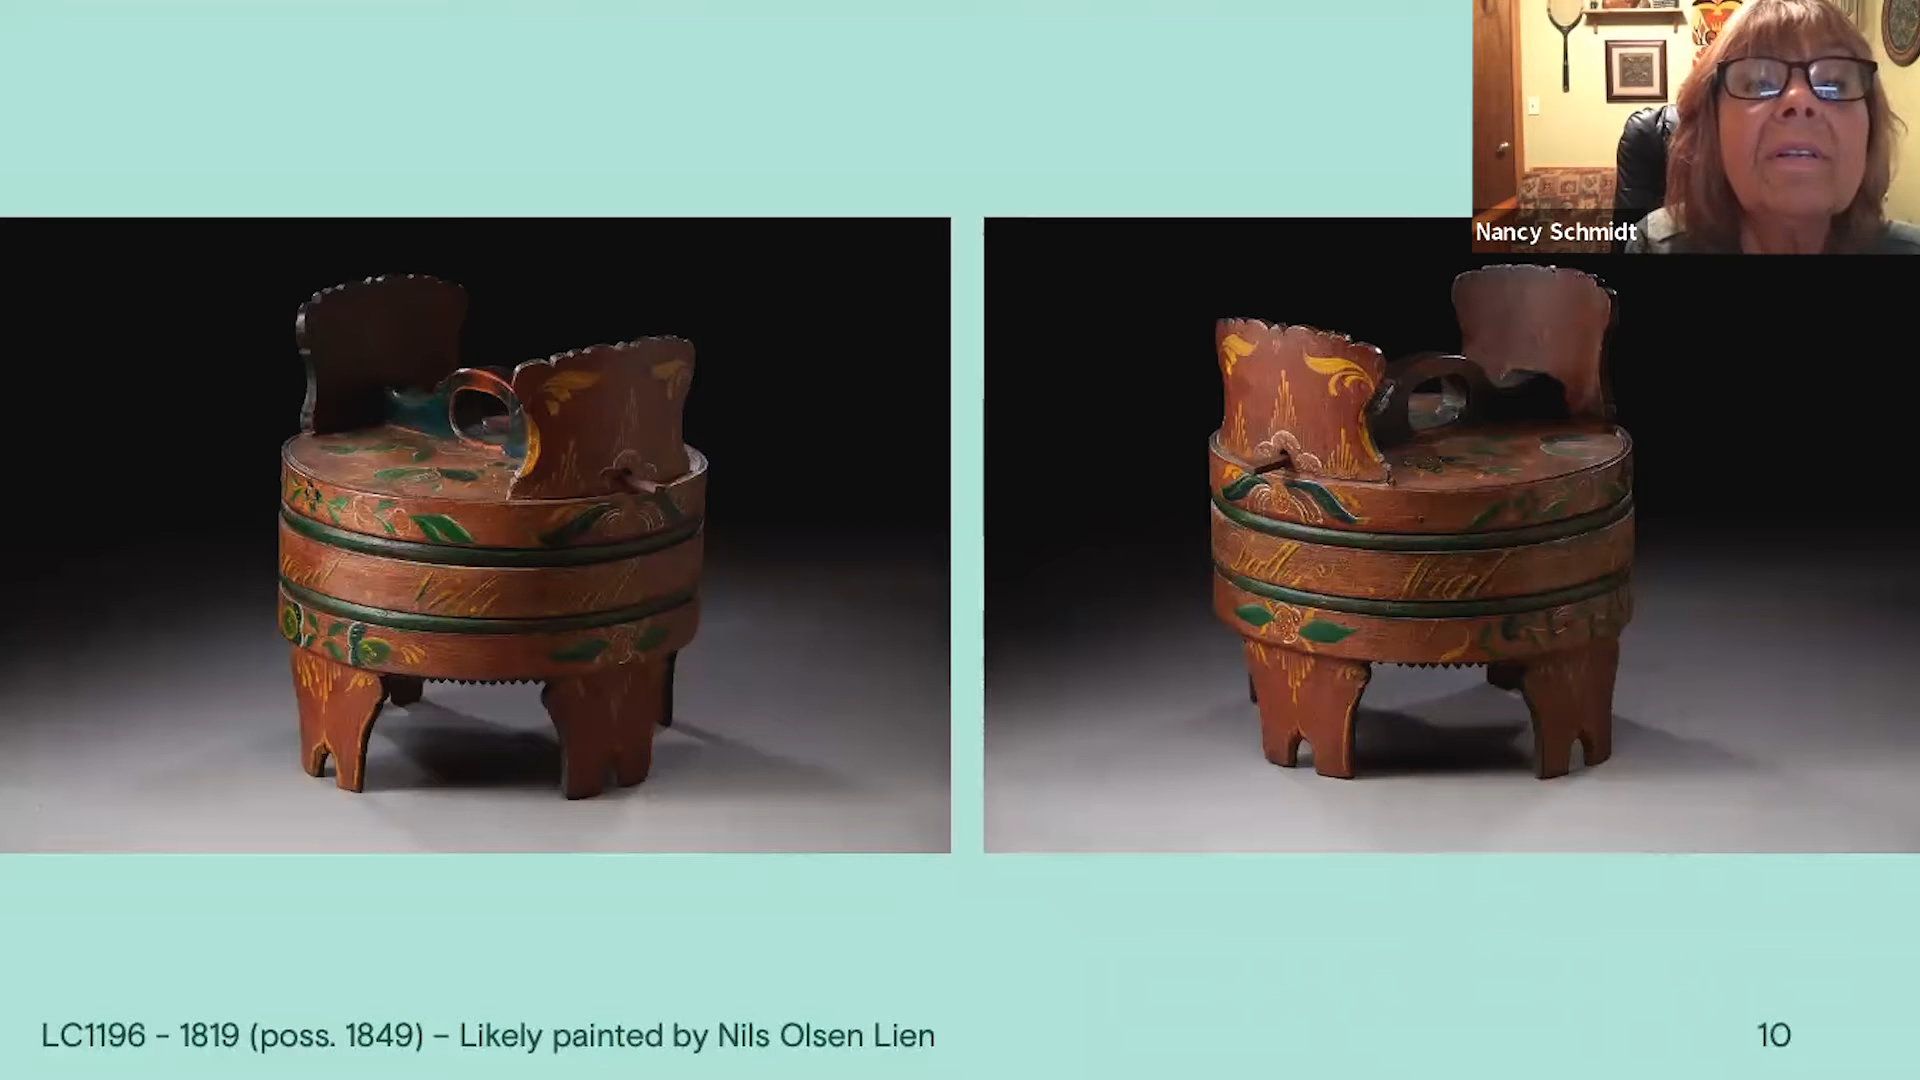 Nancy Schmidt
LC1196 - 1819 (poss. 1849) – Likely painted by Nils Olsen Lien
10